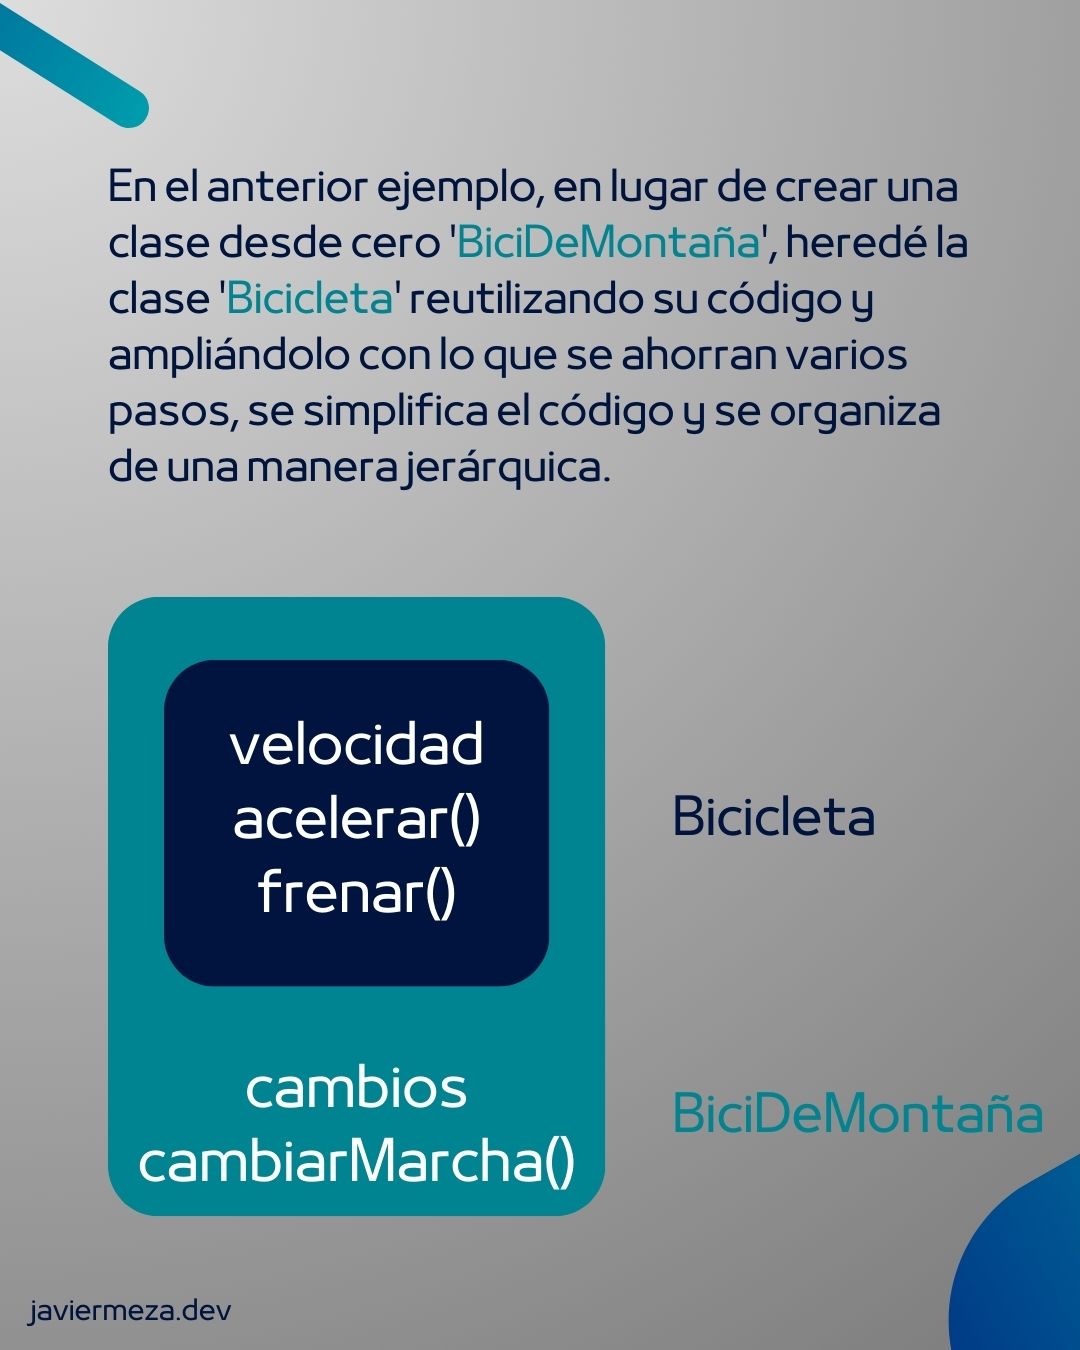 En el anterior ejemplo, en lugar de crear una
clase desde cero 'BiciDeMontaña', heredé la
clase 'Bicicleta' reutilizando su código y
ampliándolo con lo que se ahorran varios
pasos, se simplifica el código y se organiza
de una manera jerárquica.
velocidad
acelerar()
frenar()
Bicicleta
cambios
cambiarMarcha()
BiciDeMontaña
javiermeza.dev